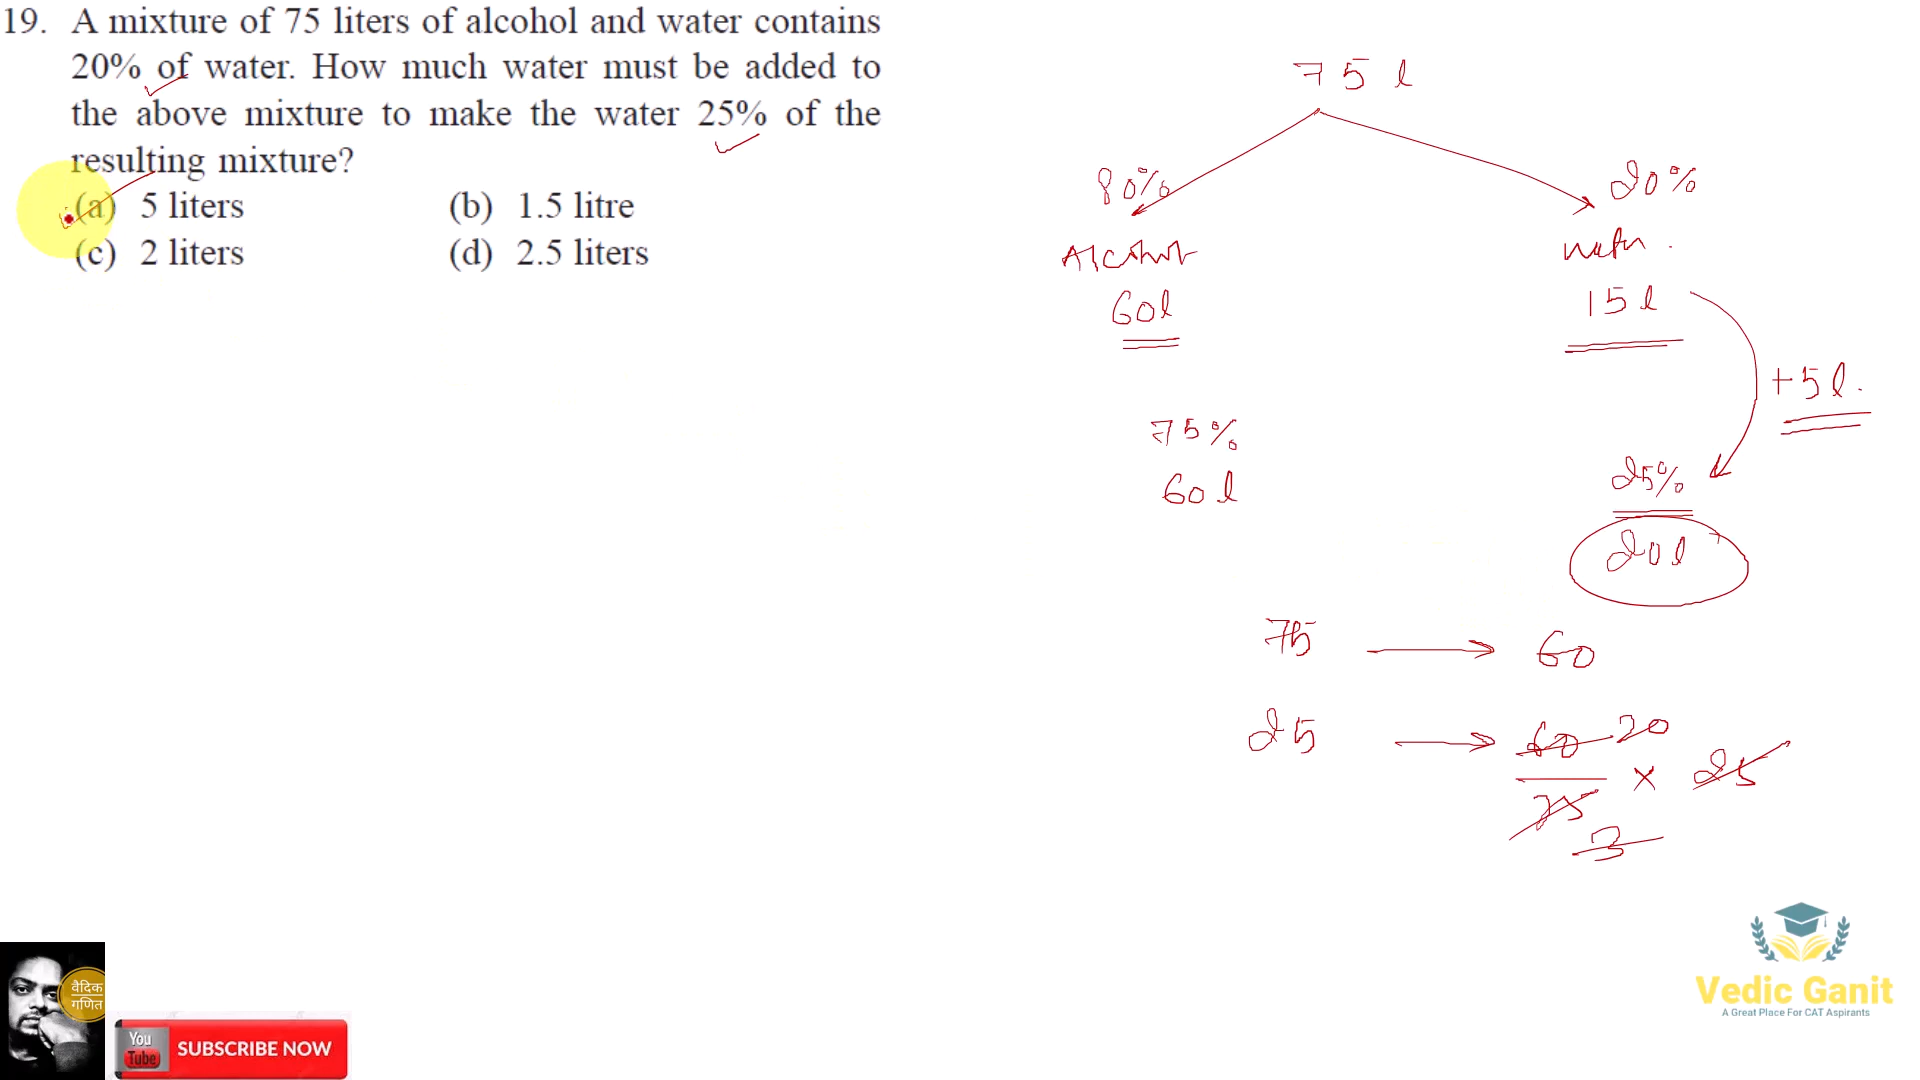 19. A mixture of 75 liters of alcohol and water contains
20% of water. How much water must be added to
the above mixture to make the water 25% of the
resulting mixture?
(a) 5 liters (b) 1.5 litre
(c) 2 liters (d) 2.5 liters
75 l
80% 20%
Alcohol water.
60l 15 l
+5 l.
75% 25%
60 l 20 l
75 → 60
25 → 60 20
× 25
75
3
वैदिक
गणित
You
Tube
SUBSCRIBE NOW
Vedic Ganit
A Great Place For CAT Aspirants